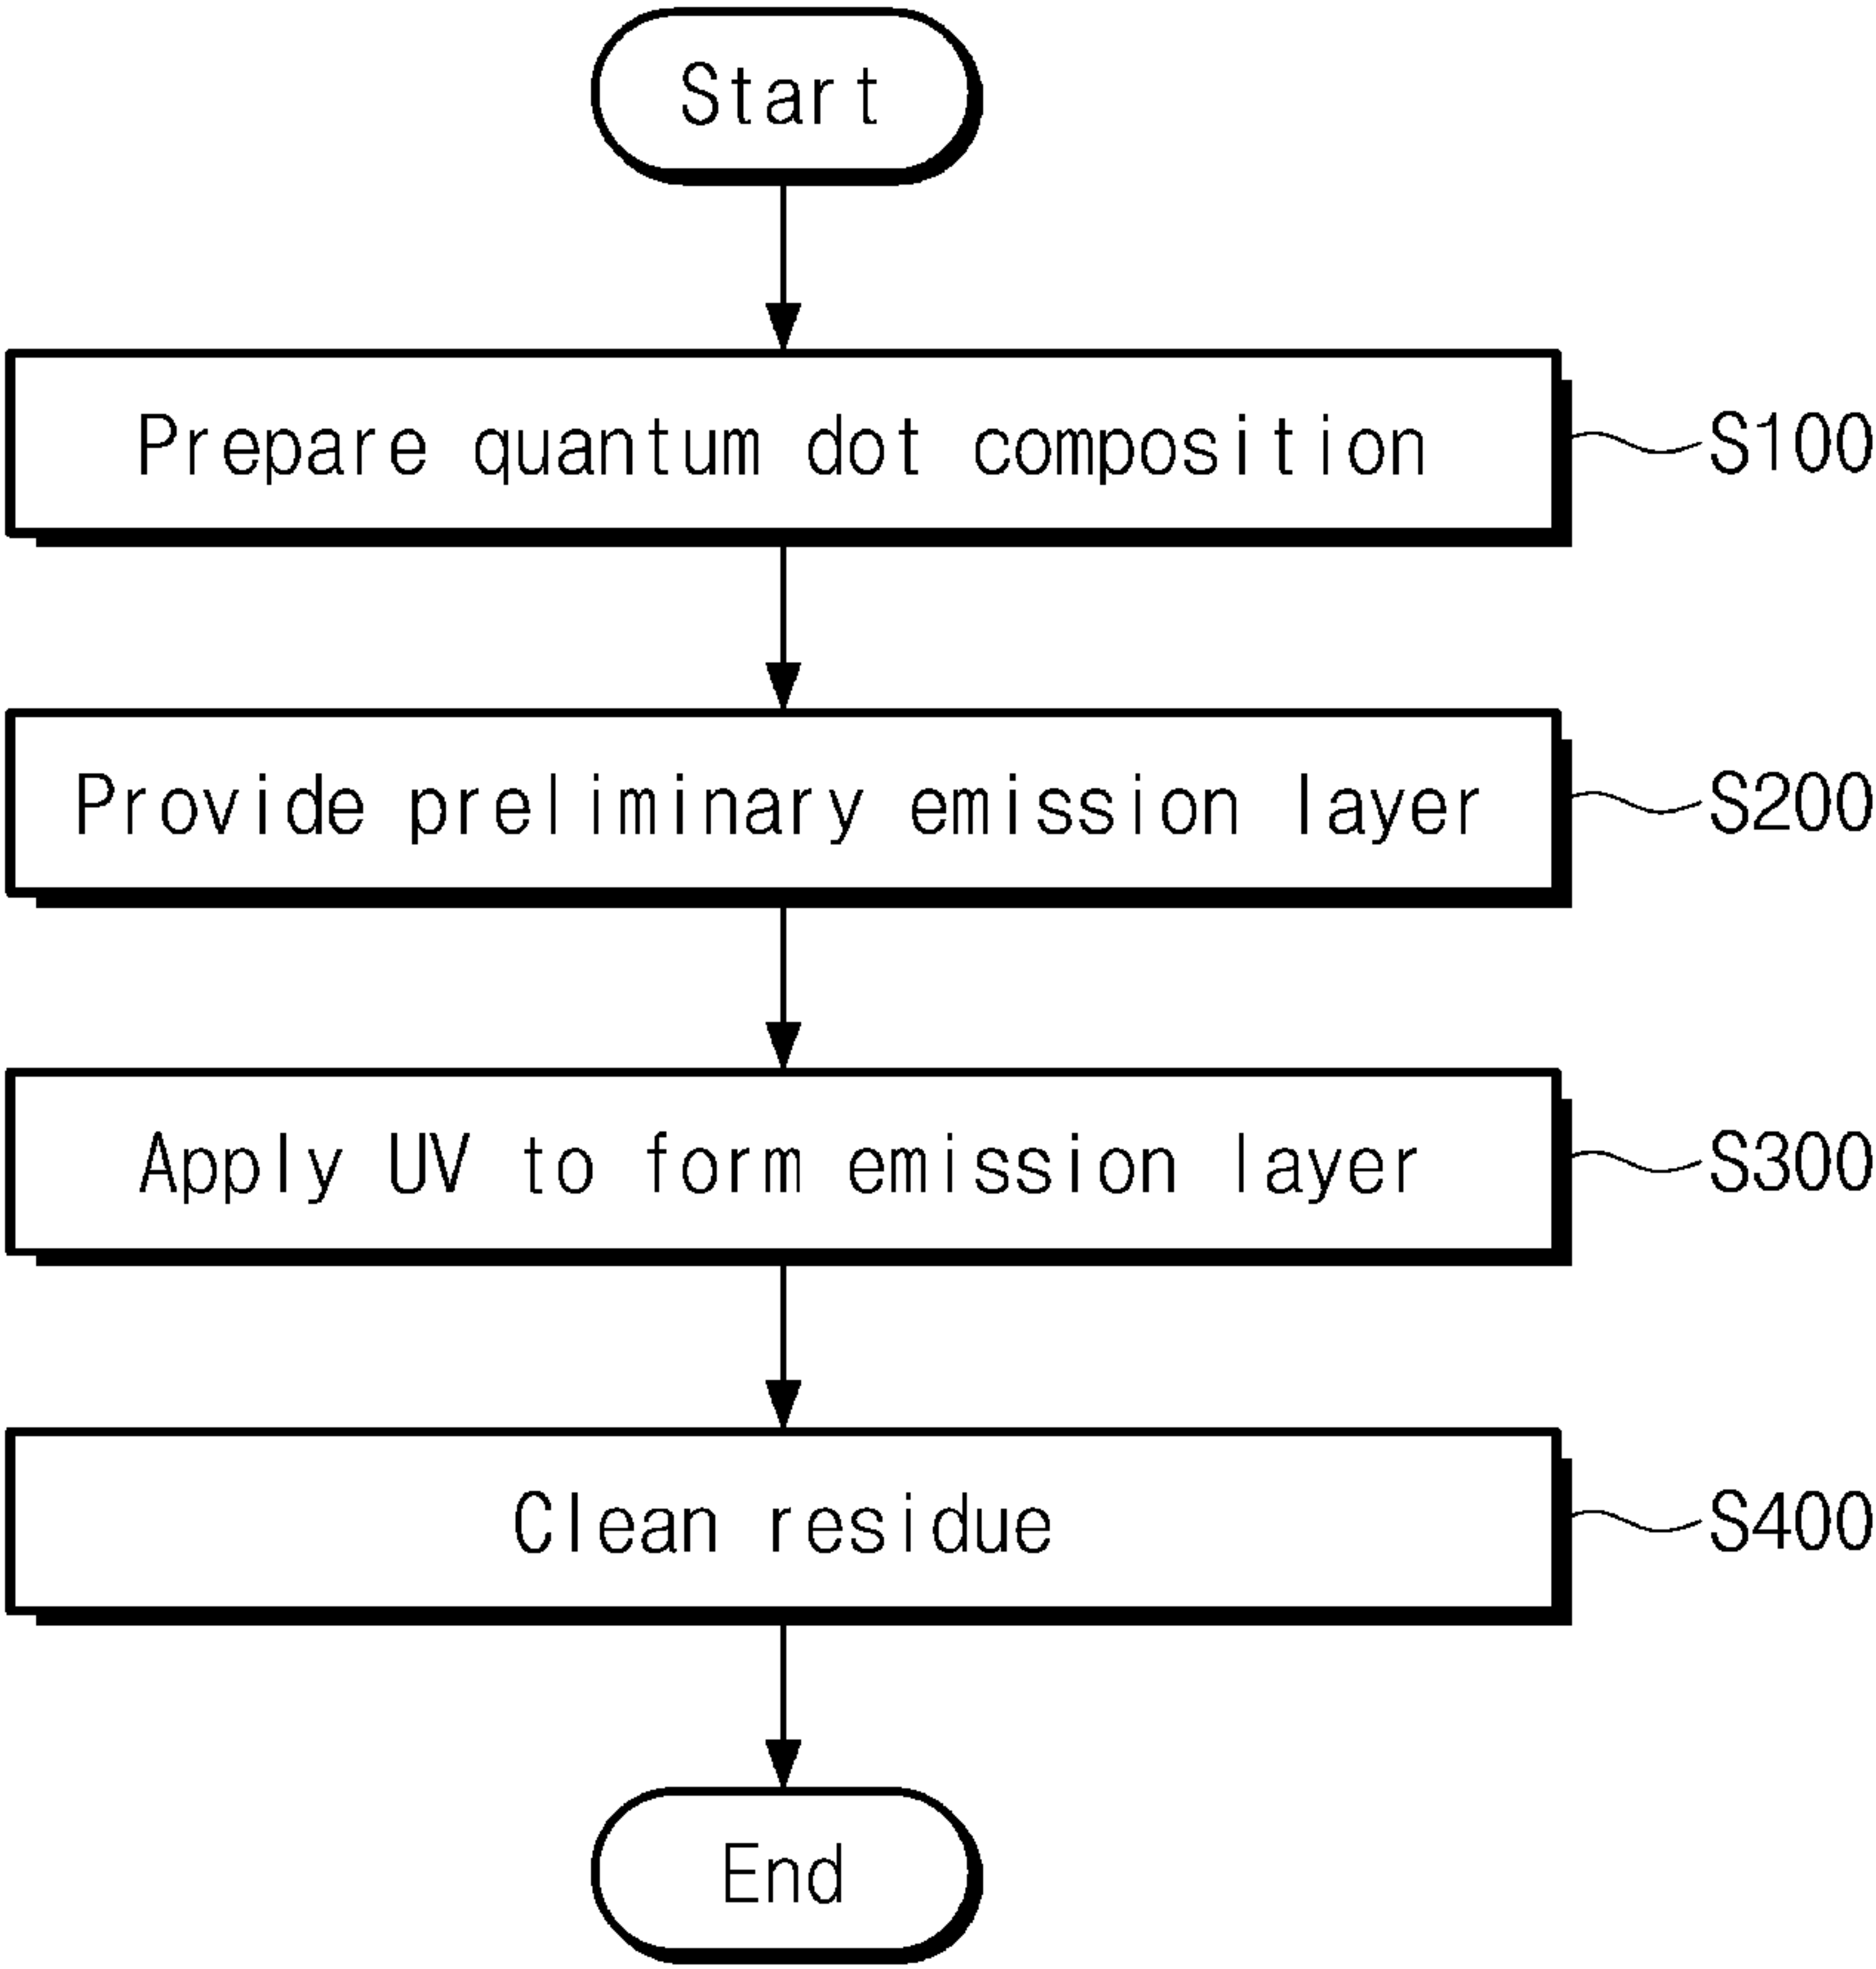 Start
Prepare quantum dot composition
S100
Provide preliminary emission layer
S200
Apply UV to form emission layer
S300
Clean residue
S400
End